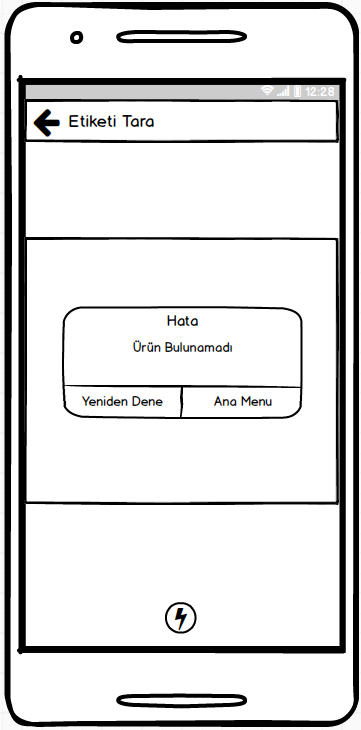 12:28
Etiketi Tara
Hata
Ürün Bulunamadı
Yeniden Dene
Ana Menu